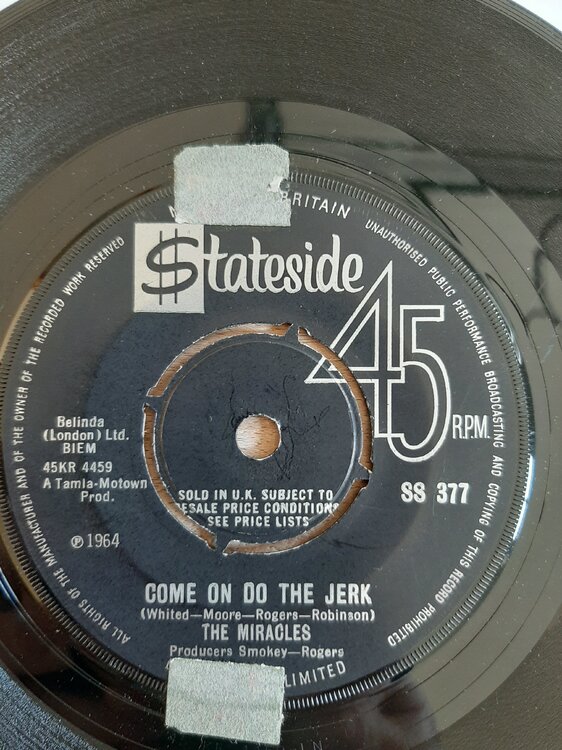 BRITAIN
$tateside
45
R.P.M.
UNAUTHORISED PUBLIC PERFORMANCE BROADCASTING AND COPYING OF THIS RECORD PROHIBITED
ALL RIGHTS OF THE MANUFACTURER AND OF THE OWNER OF THE RECORDED WORK RESERVED
Belinda
(London) Ltd.
BIEM
45KR 4459
A Tamla-Motown
Prod.
℗ 1964
SS 377
SOLD IN U.K. SUBJECT TO
RESALE PRICE CONDITIONS
SEE PRICE LISTS
COME ON DO THE JERK
(Whited—Moore—Rogers—Robinson)
THE MIRACLES
Producers Smokey—Rogers
LIMITED